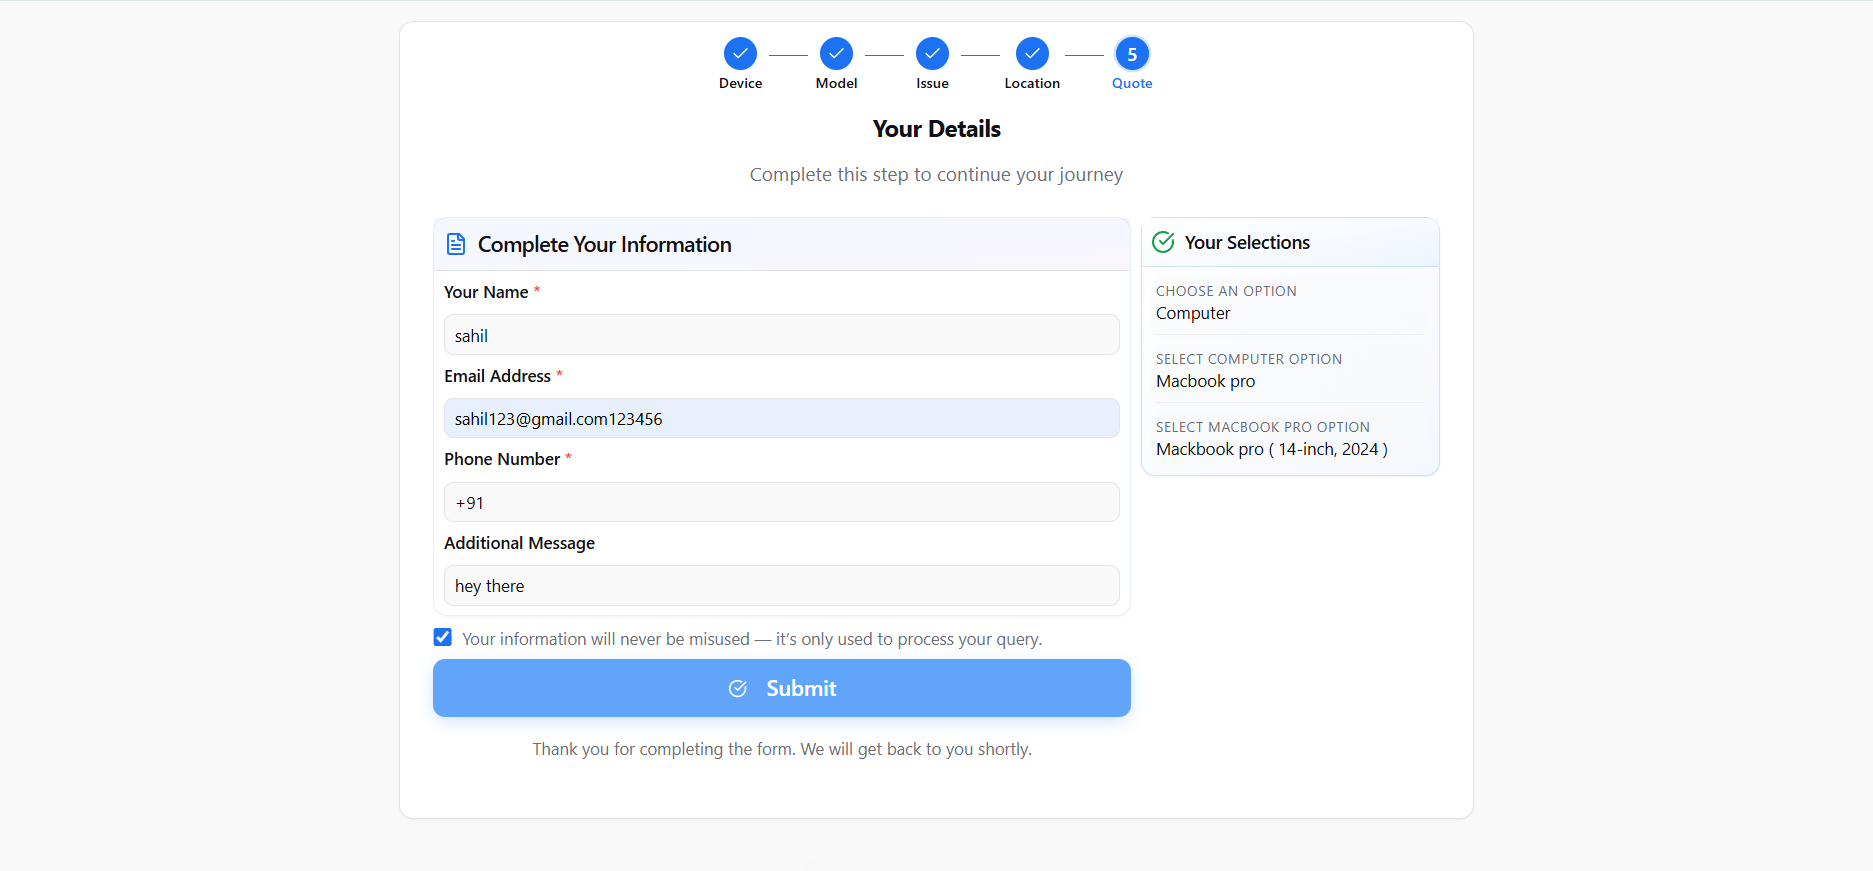 Device
Model
Issue
Location
5
Quote
Your Details
Complete this step to continue your journey
Complete Your Information
Your Name *
sahil
Email Address *
sahil123@gmail.com123456
Phone Number *
+91
Additional Message
hey there
Your information will never be misused — it's only used to process your query.
Submit
Thank you for completing the form. We will get back to you shortly.
Your Selections
CHOOSE AN OPTION
Computer
SELECT COMPUTER OPTION
Macbook pro
SELECT MACBOOK PRO OPTION
Mackbook pro ( 14-inch, 2024 )